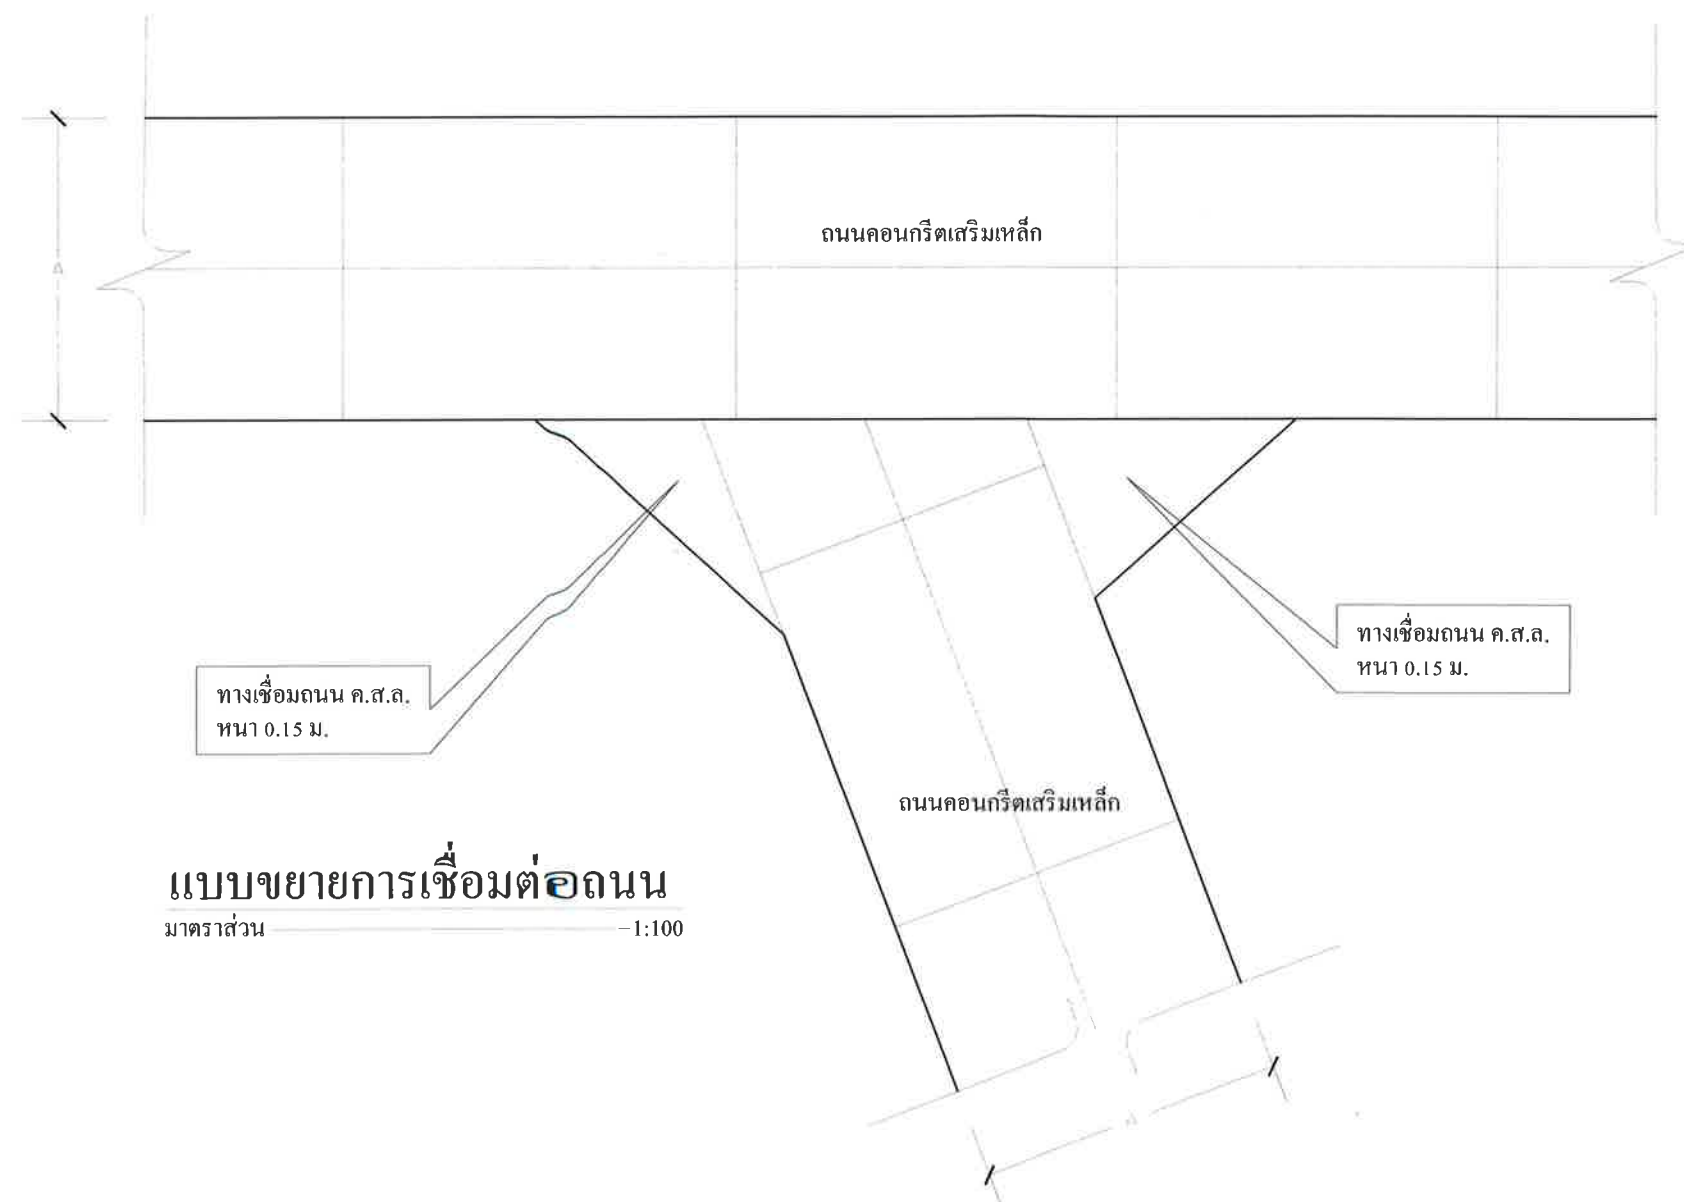 ถนนคอนกรีตเสริมเหล็ก
A
ทางเชื่อมถนน ค.ส.ล.
หนา 0.15 ม.
ทางเชื่อมถนน ค.ส.ล.
หนา 0.15 ม.
ถนนคอนกรีตเสริมเหล็ก
แบบขยายการเชื่อมต่อถนน
มาตราส่วน 1:100